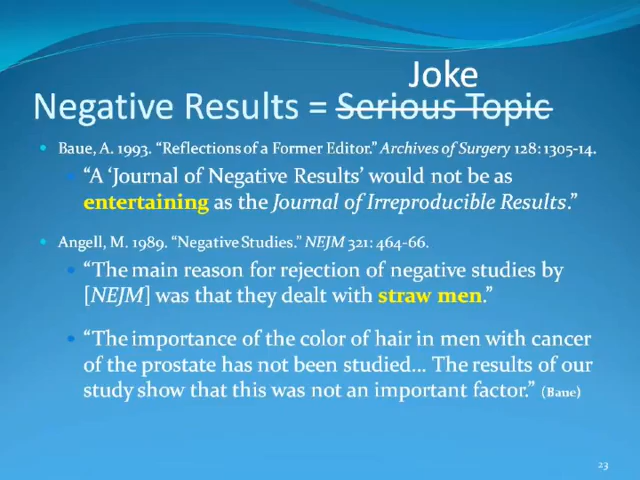 Joke
Negative Results = Serious Topic
Baue, A. 1993. “Reflections of a Former Editor.” Archives of Surgery 128: 1305-14.
“A ‘Journal of Negative Results’ would not be as
entertaining as the Journal of Irreproducible Results.”
Angell, M. 1989. “Negative Studies.” NEJM 321: 464-66.
“The main reason for rejection of negative studies by
[NEJM] was that they dealt with straw men.”
“The importance of the color of hair in men with cancer
of the prostate has not been studied... The results of our
study show that this was not an important factor.” (Baue)
23